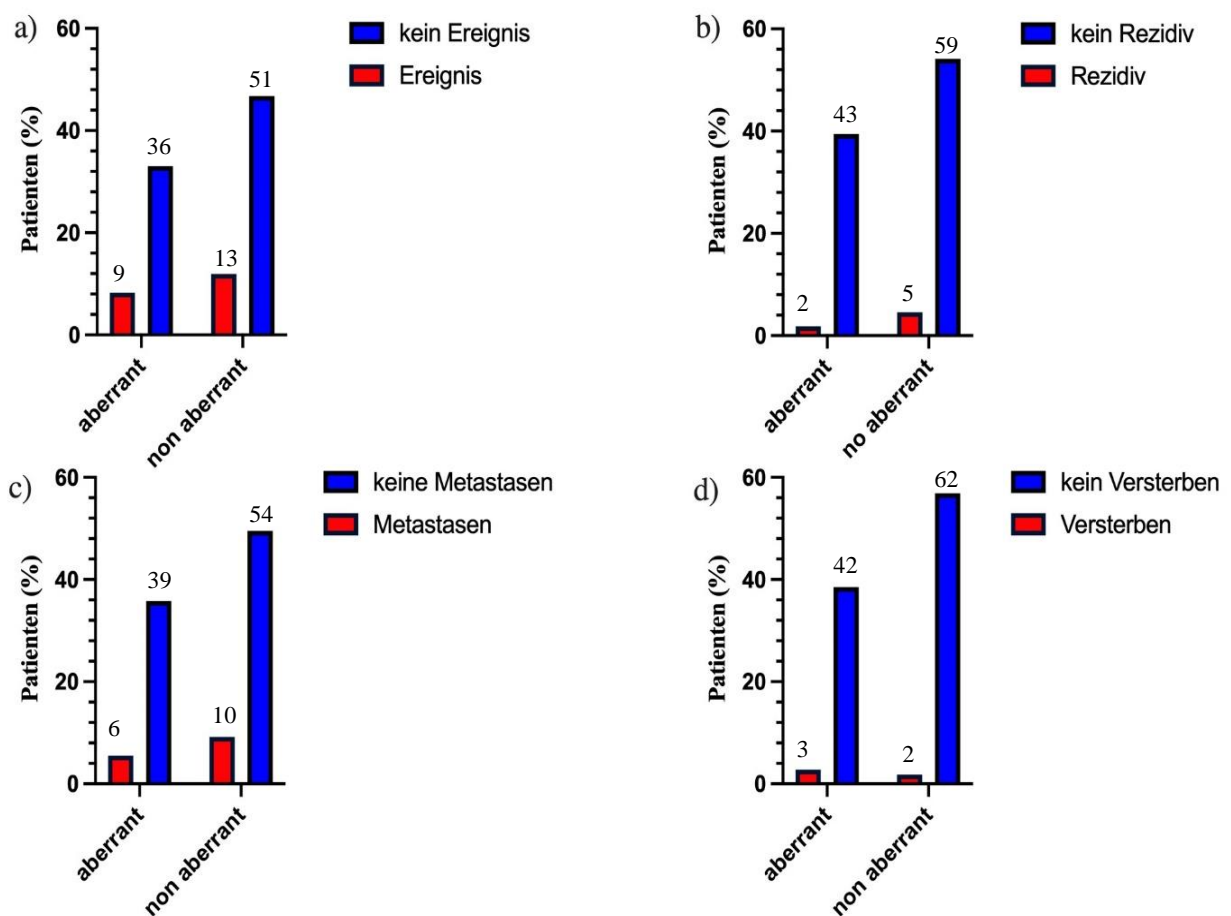 a)
60
40
20
0
Patienten (%)
9
36
13
51
aberrant
non aberrant
kein Ereignis
Ereignis
b)
60
40
20
0
Patienten (%)
2
43
5
59
aberrant
no aberrant
kein Rezidiv
Rezidiv
c)
60
40
20
0
Patienten (%)
6
39
10
54
aberrant
non aberrant
keine Metastasen
Metastasen
d)
60
40
20
0
Patienten (%)
3
42
2
62
aberrant
non aberrant
kein Versterben
Versterben